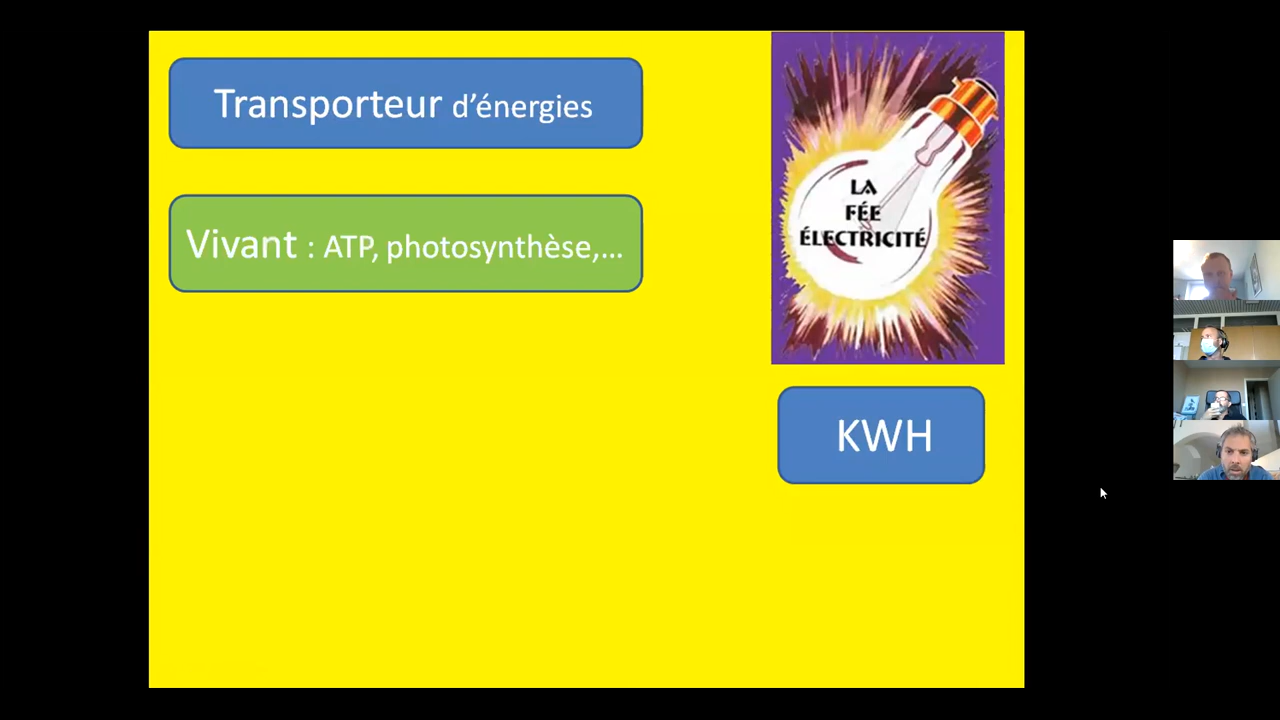 Transporteur d’énergies
Vivant : ATP, photosynthèse,...
LA
FÉE
ÉLECTRICITÉ
KWH